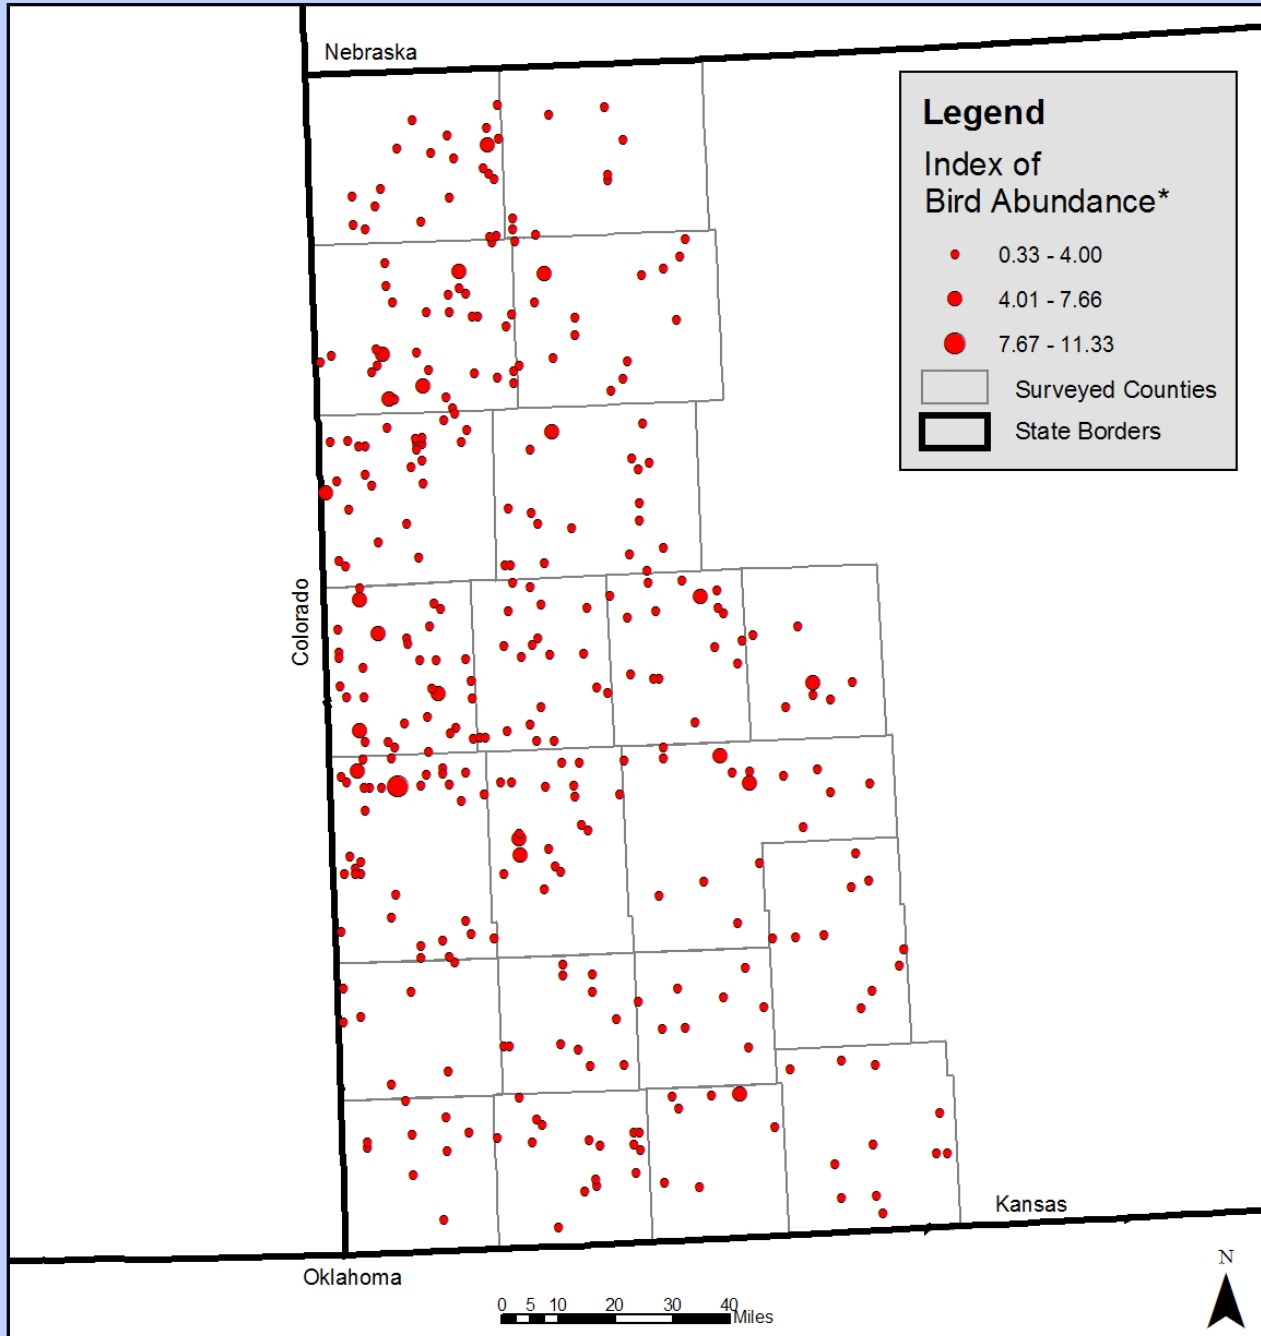 Nebraska
Legend
Index of
Bird Abundance*
0.33 - 4.00
4.01 - 7.66
7.67 - 11.33
Surveyed Counties
State Borders
Colorado
Kansas
Oklahoma
0 5 10 20 30 40
Miles
N